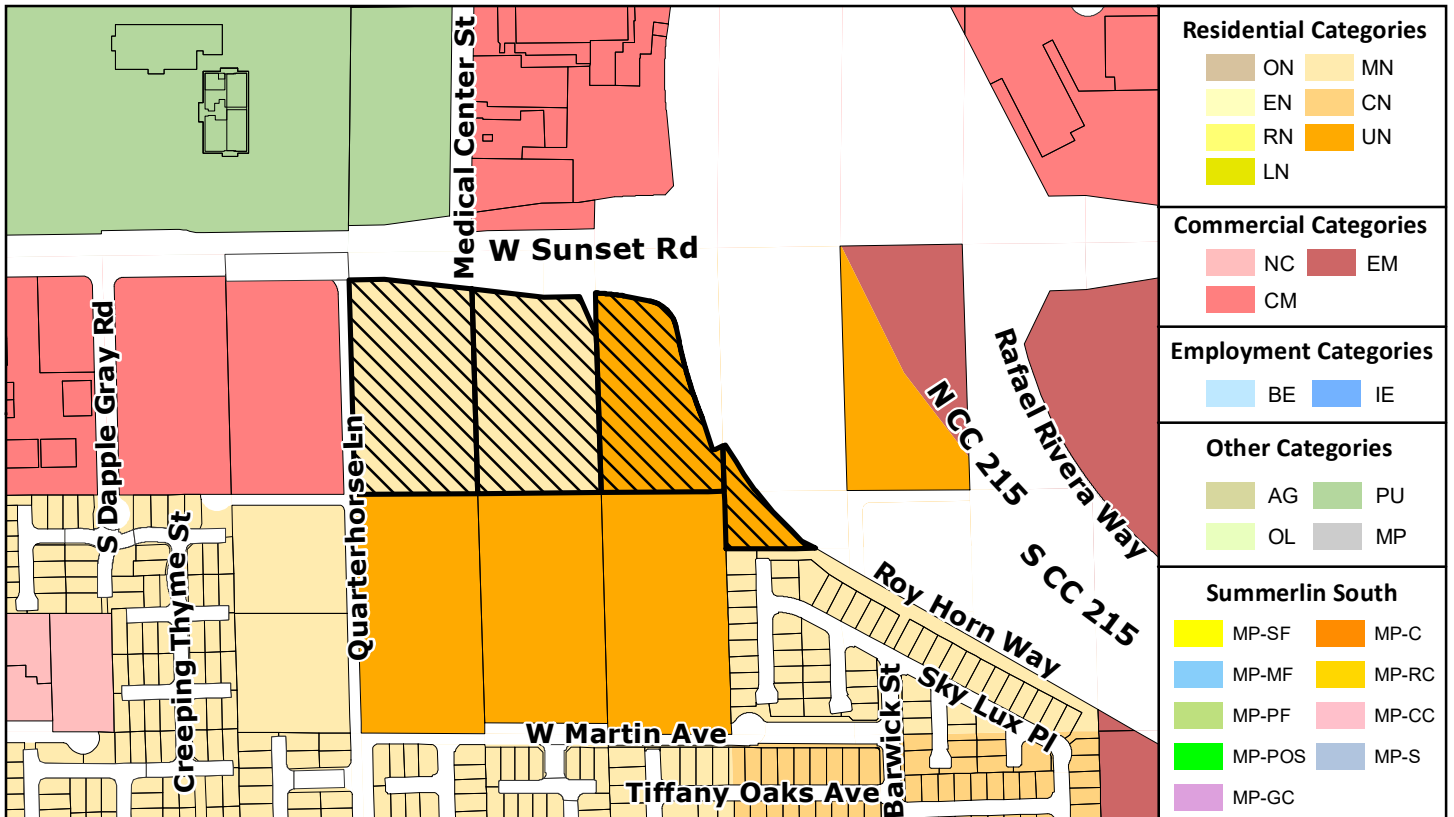 Medical Center St
W Sunset Rd
S Dapple Gray Rd
Quarterhorse Ln
Creeping Thyme St
N CC 215
Rafael Rivera Way
S CC 215
Roy Horn Way
Sky Lux Pl
Barwick St
W Martin Ave
Tiffany Oaks Ave
Residential Categories
ON MN
EN CN
RN UN
LN
Commercial Categories
NC EM
CM
Employment Categories
BE IE
Other Categories
AG PU
OL MP
Summerlin South
MP-SF MP-C
MP-MF MP-RC
MP-PF MP-CC
MP-POS MP-S
MP-GC